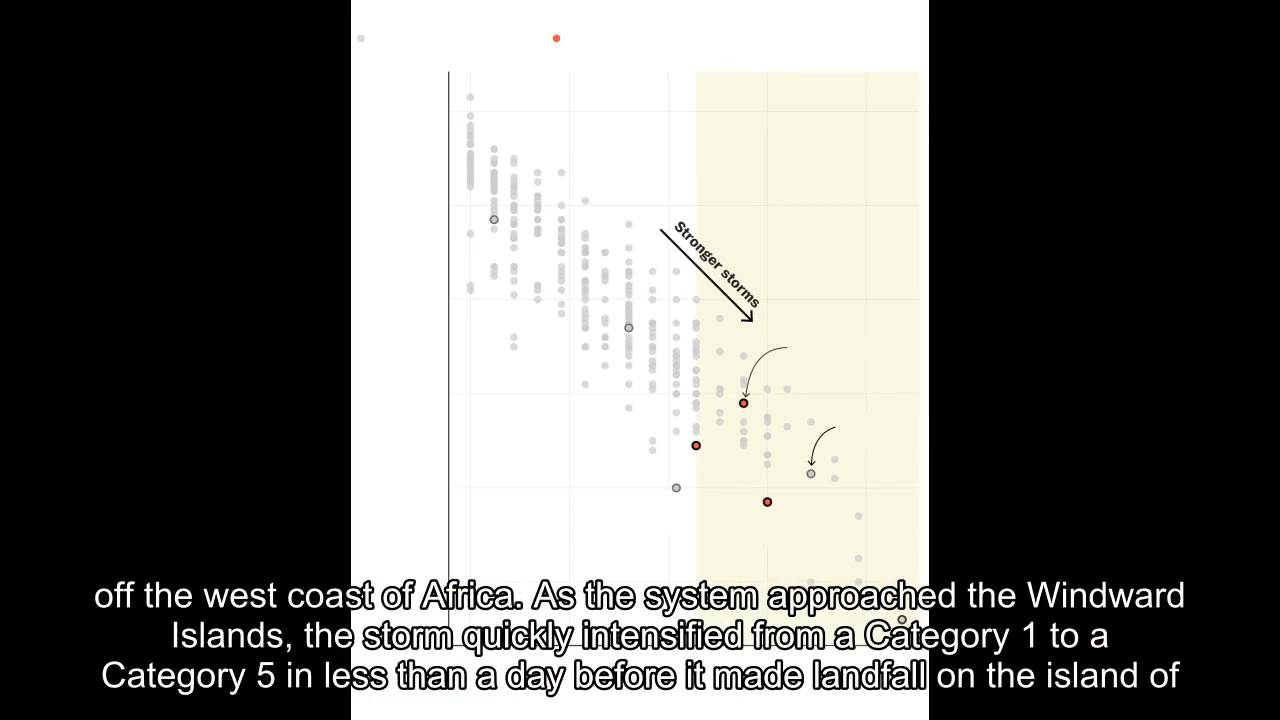 Stronger storms
off the west coast of Africa. As the system approached the Windward
Islands, the storm quickly intensified from a Category 1 to a
Category 5 in less than a day before it made landfall on the island of